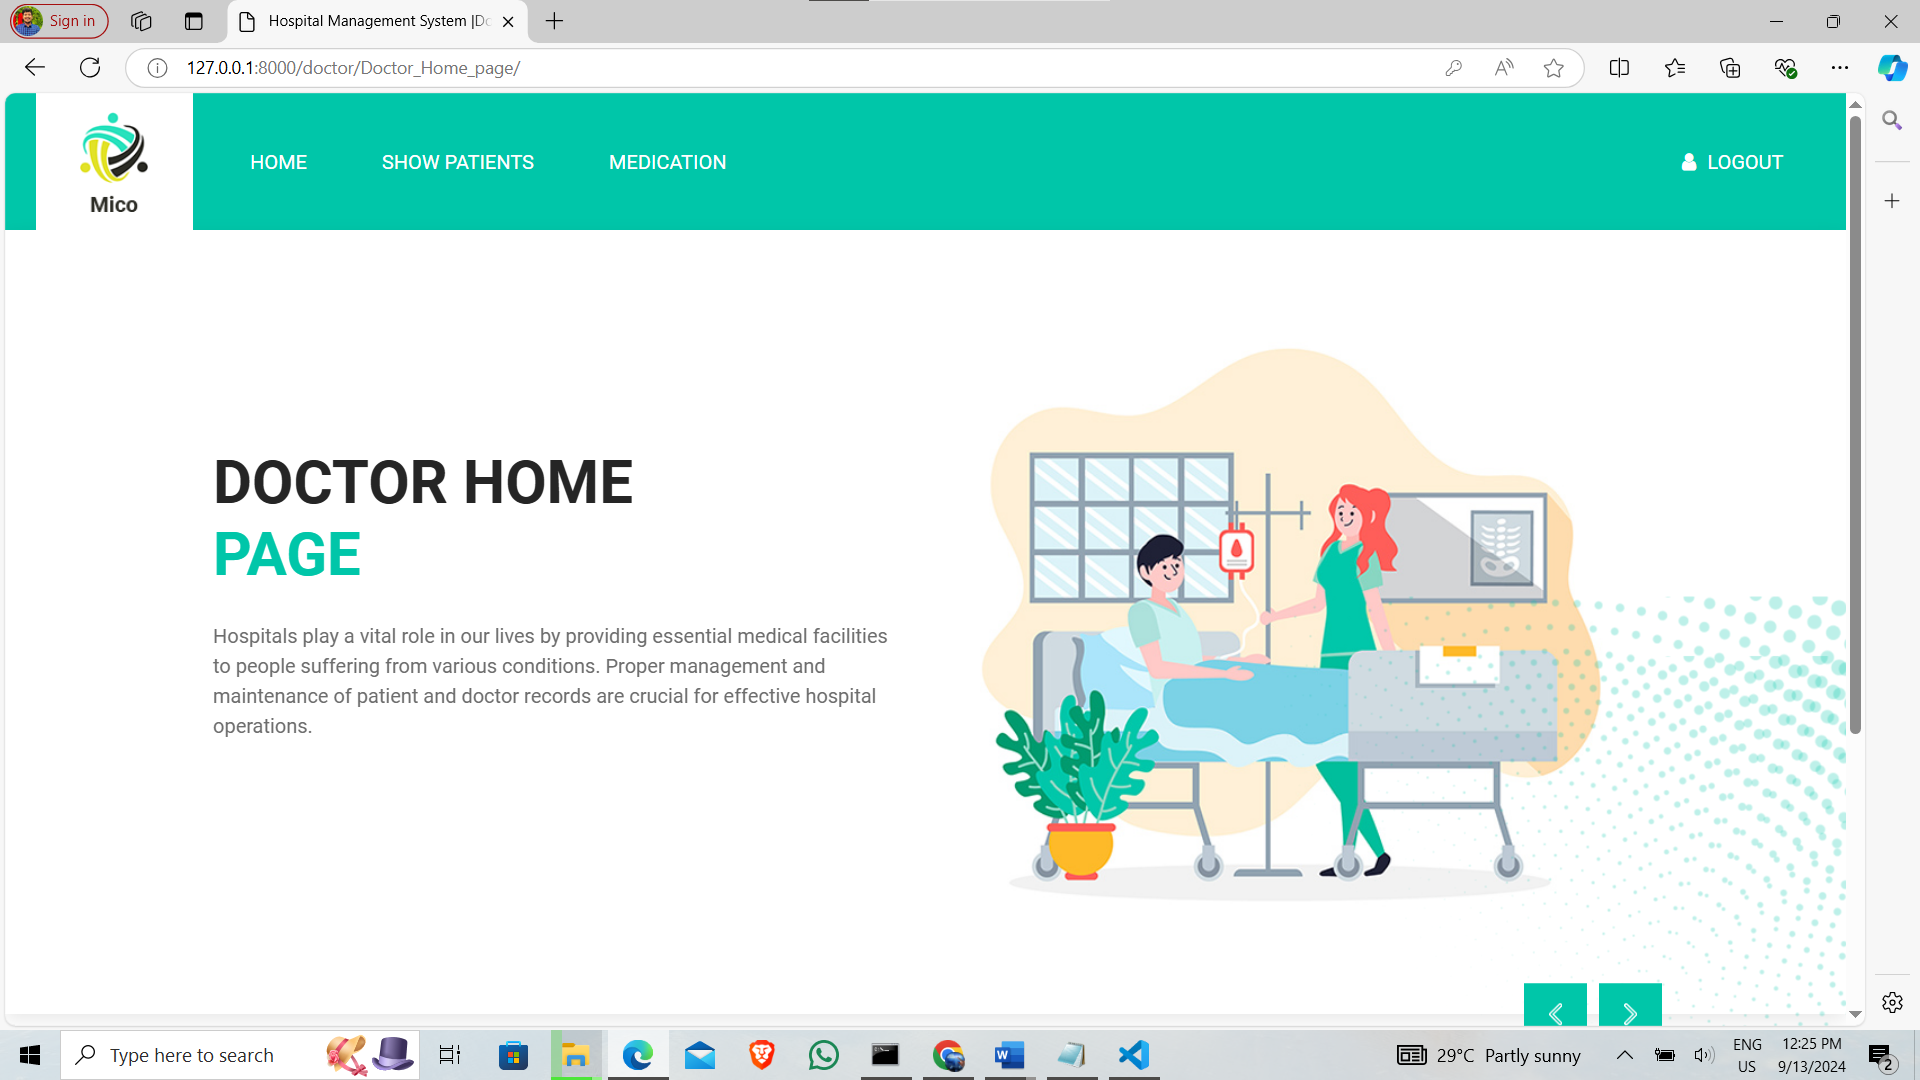 Sign in
Hospital Management System |Do
127.0.0.1:8000/doctor/Doctor_Home_page/
Mico
HOME
SHOW PATIENTS
MEDICATION
LOGOUT
DOCTOR HOME
PAGE
Hospitals play a vital role in our lives by providing essential medical facilities
to people suffering from various conditions. Proper management and
maintenance of patient and doctor records are crucial for effective hospital
operations.
Type here to search
29°C Partly sunny
ENG
US
12:25 PM
9/13/2024
2